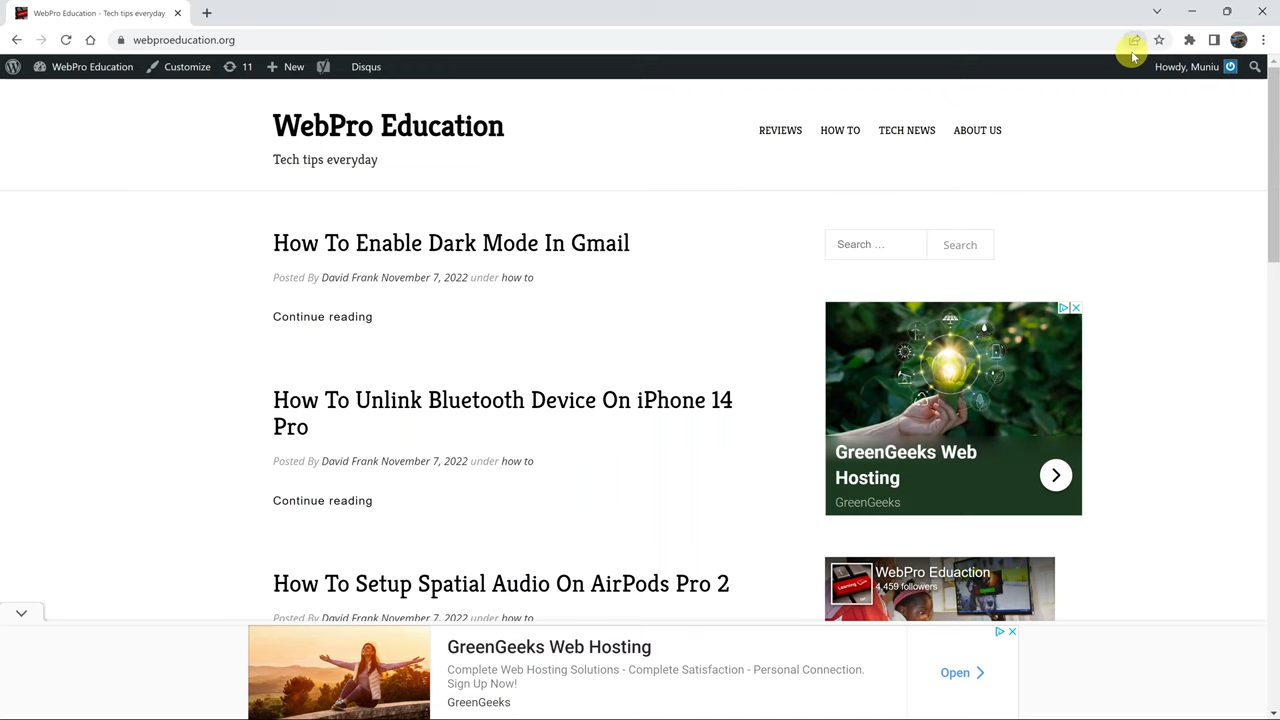 WebPro Education - Tech tips everyday
webproeducation.org
WebPro Education
Customize
11
New
Disqus
Howdy, Muniu
WebPro Education
Tech tips everyday
REVIEWS
HOW TO
TECH NEWS
ABOUT US
How To Enable Dark Mode In Gmail
Posted By David Frank November 7, 2022 under how to
Continue reading
Search …
Search
GreenGeeks Web
Hosting
GreenGeeks
How To Unlink Bluetooth Device On iPhone 14
Pro
Posted By David Frank November 7, 2022 under how to
Continue reading
How To Setup Spatial Audio On AirPods Pro 2
Posted By David Frank November 7, 2022 under how to
WebPro Eduaction
4,459 followers
GreenGeeks Web Hosting
Complete Web Hosting Solutions - Complete Satisfaction - Personal Connection.
Sign Up Now!
GreenGeeks
Open